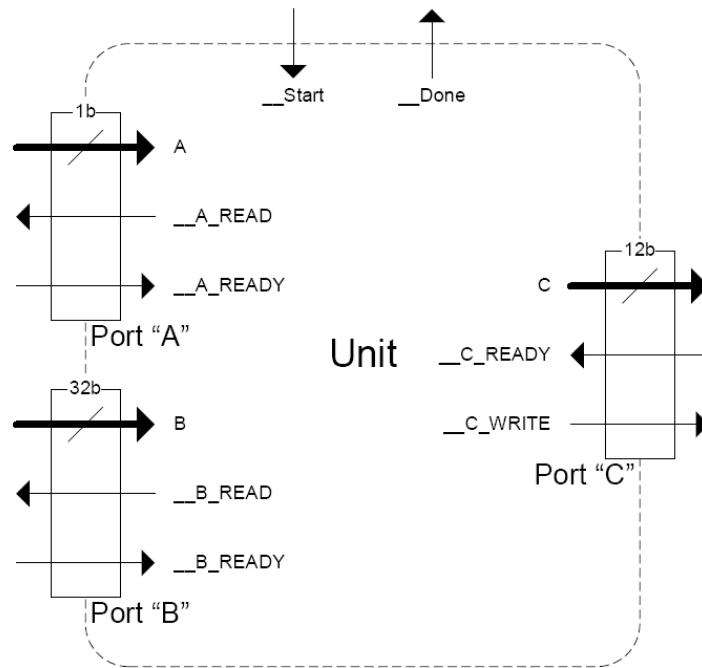 __Start
__Done
1b
A
__A_READ
__A_READY
Port “A”
32b
B
__B_READ
__B_READY
Port “B”
Unit
12b
C
__C_READY
__C_WRITE
Port “C”